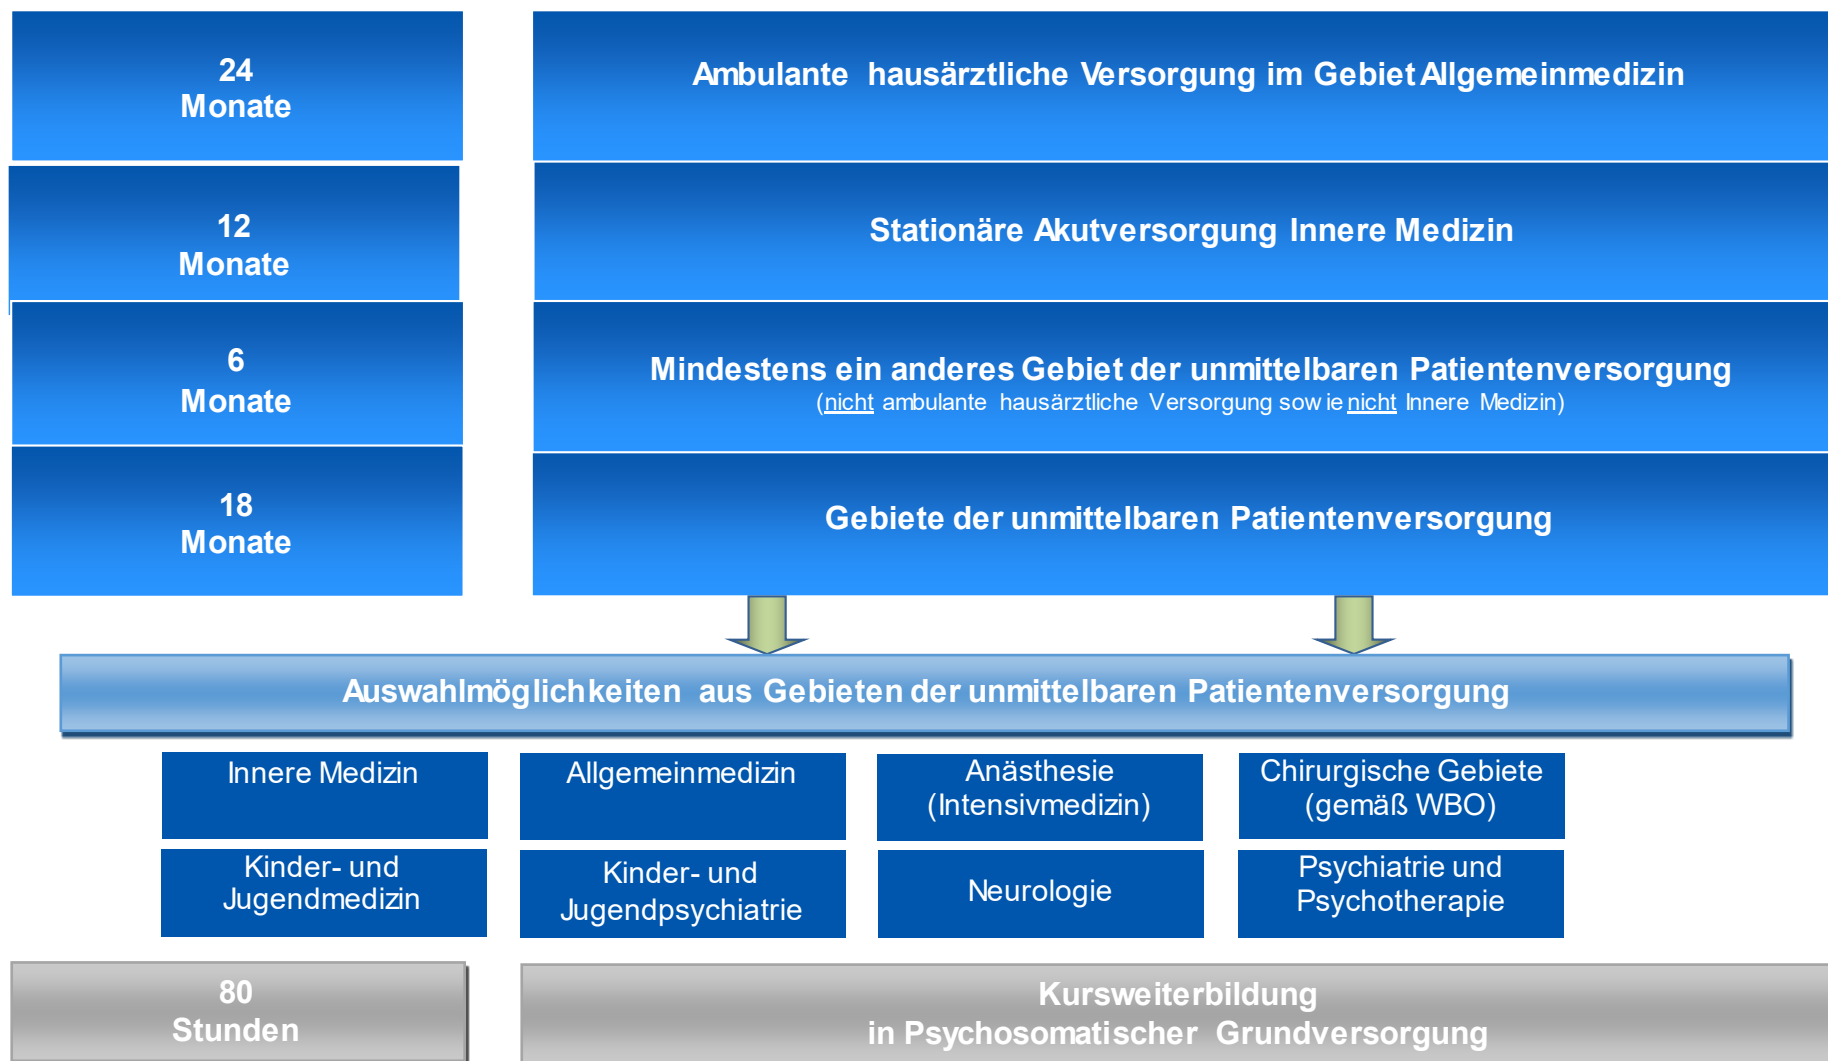 24
Monate
Ambulante hausärztliche Versorgung im Gebiet Allgemeinmedizin
12
Monate
Stationäre Akutversorgung Innere Medizin
6
Monate
Mindestens ein anderes Gebiet der unmittelbaren Patientenversorgung
(nicht ambulante hausärztliche Versorgung sowie nicht Innere Medizin)
18
Monate
Gebiete der unmittelbaren Patientenversorgung
Auswahlmöglichkeiten aus Gebieten der unmittelbaren Patientenversorgung
Innere Medizin
Allgemeinmedizin
Anästhesie
(Intensivmedizin)
Chirurgische Gebiete
(gemäß WBO)
Kinder- und
Jugendmedizin
Kinder- und
Jugendpsychiatrie
Neurologie
Psychiatrie und
Psychotherapie
80
Stunden
Kursweiterbildung
in Psychosomatischer Grundversorgung